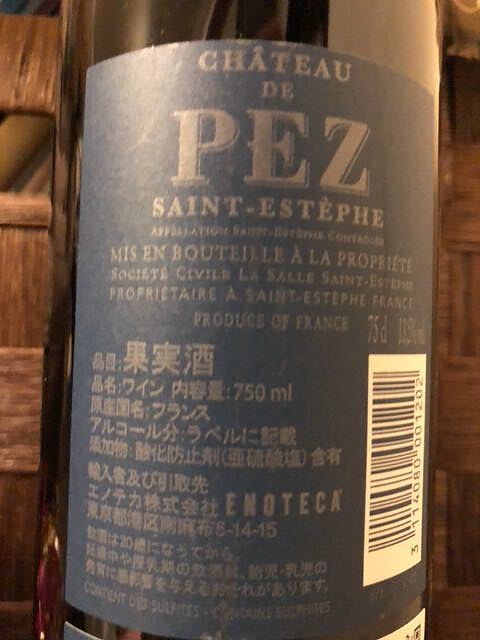 CHÂTEAU
DE
PEZ
SAINT-ESTÈPHE
APPELLATION SAINT-ESTÈPHE CONTRÔLÉE
MIS EN BOUTEILLE À LA PROPRIÉTÉ
SOCIÉTÉ CIVILE LA SALLE SAINT-ESTÈPHE
PROPRIÉTAIRE À SAINT-ESTÈPHE FRANCE
PRODUCE OF FRANCE 75cl
品目:果実酒
品名:ワイン 内容量:750 ml
原産国名:フランス
アルコール分:ラベルに記載
添加物:酸化防止剤(亜硫酸塩)含有
輸入者及び引取先
エノテカ株式会社 ENOTECA
東京都港区南麻布5-14-15
飲酒は20歳になってから。
妊娠中や授乳期の飲酒は、胎児・乳児の
発育に悪影響を与えるおそれがあります。
CONTIENT DES SULFITES - CONTAINS SULPHITES
3 114080 001202